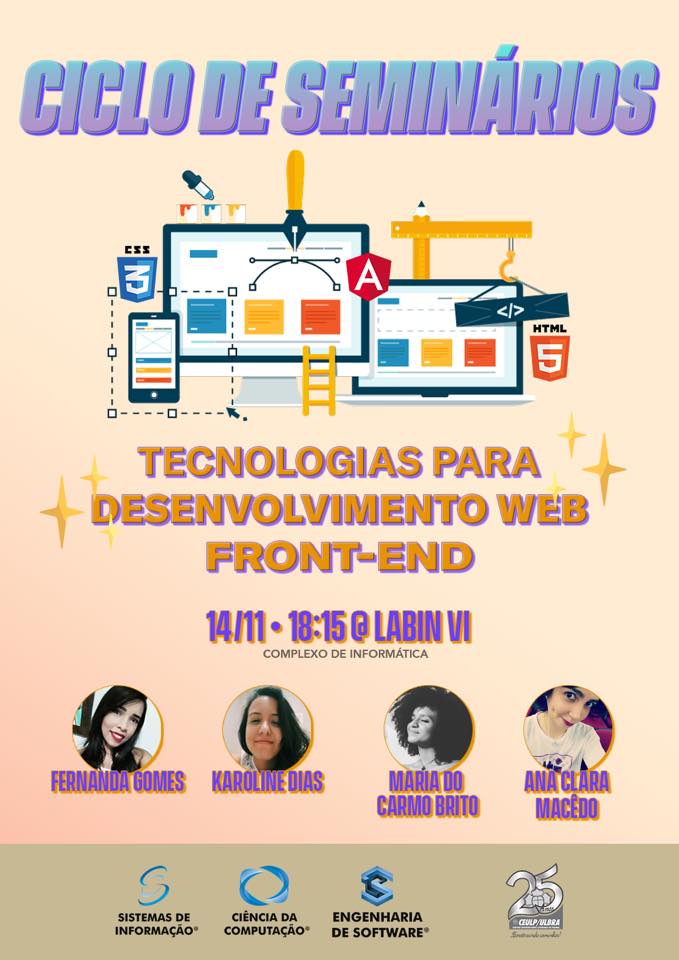 CICLO DE SEMINÁRIOS
CSS
3
A
</>
HTML
5
TECNOLOGIAS PARA
DESENVOLVIMENTO WEB
FRONT-END
14/11 • 18:15 @ LABIN VI
COMPLEXO DE INFORMÁTICA
FERNANDA GOMES
KAROLINE DIAS
MARIA DO
CARMO BRITO
ANA CLARA
MACÊDO
SISTEMAS DE
INFORMAÇÃO®
CIÊNCIA DA
COMPUTAÇÃO®
ENGENHARIA
DE SOFTWARE®
25
Anos
CEULP/ULBRA